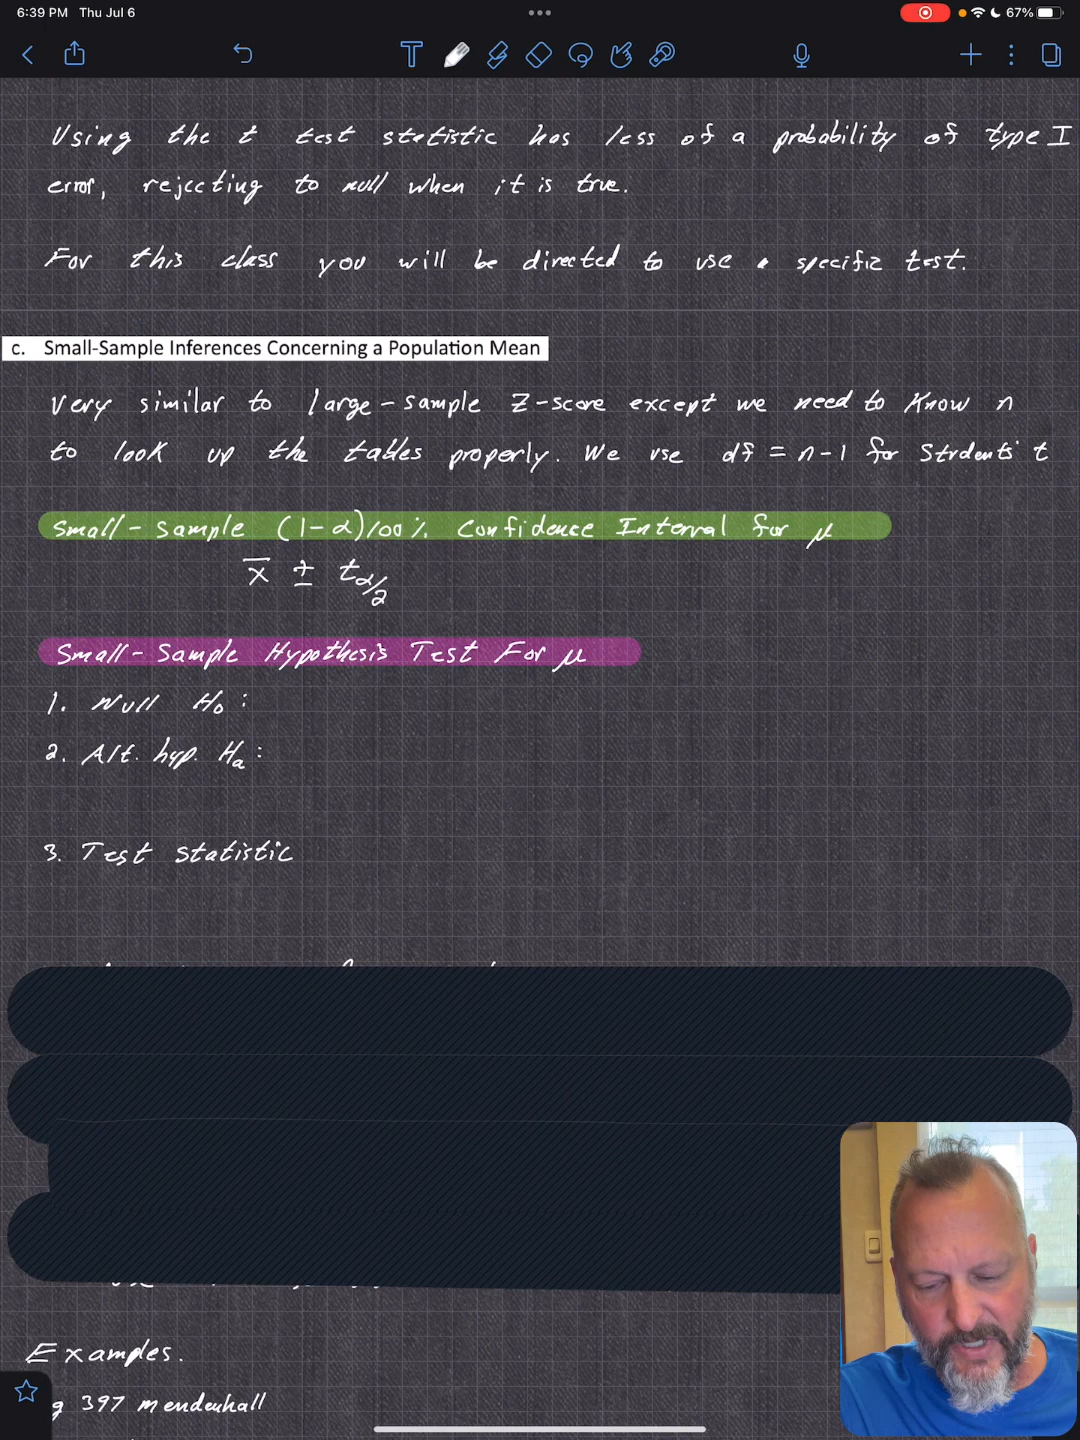 6:39 PM Thu Jul 6
67%
Using the t test statistic has less of a probability of type I
error, rejecting to null when it is true.
For this class you will be directed to use a specific test.
c. Small-Sample Inferences Concerning a Population Mean
Very similar to large-sample Z-score except we need to know n
to look up the tables properly. We use df = n-1 for Students' t
Small-Sample (1-α)100% Confidence Interval for μ
x̄ ± t α/2
Small-Sample Hypothesis Test For μ
1. Null H₀:
2. Alt. hyp. Hₐ:
3. Test statistic
Examples.
g 397 mendenhall